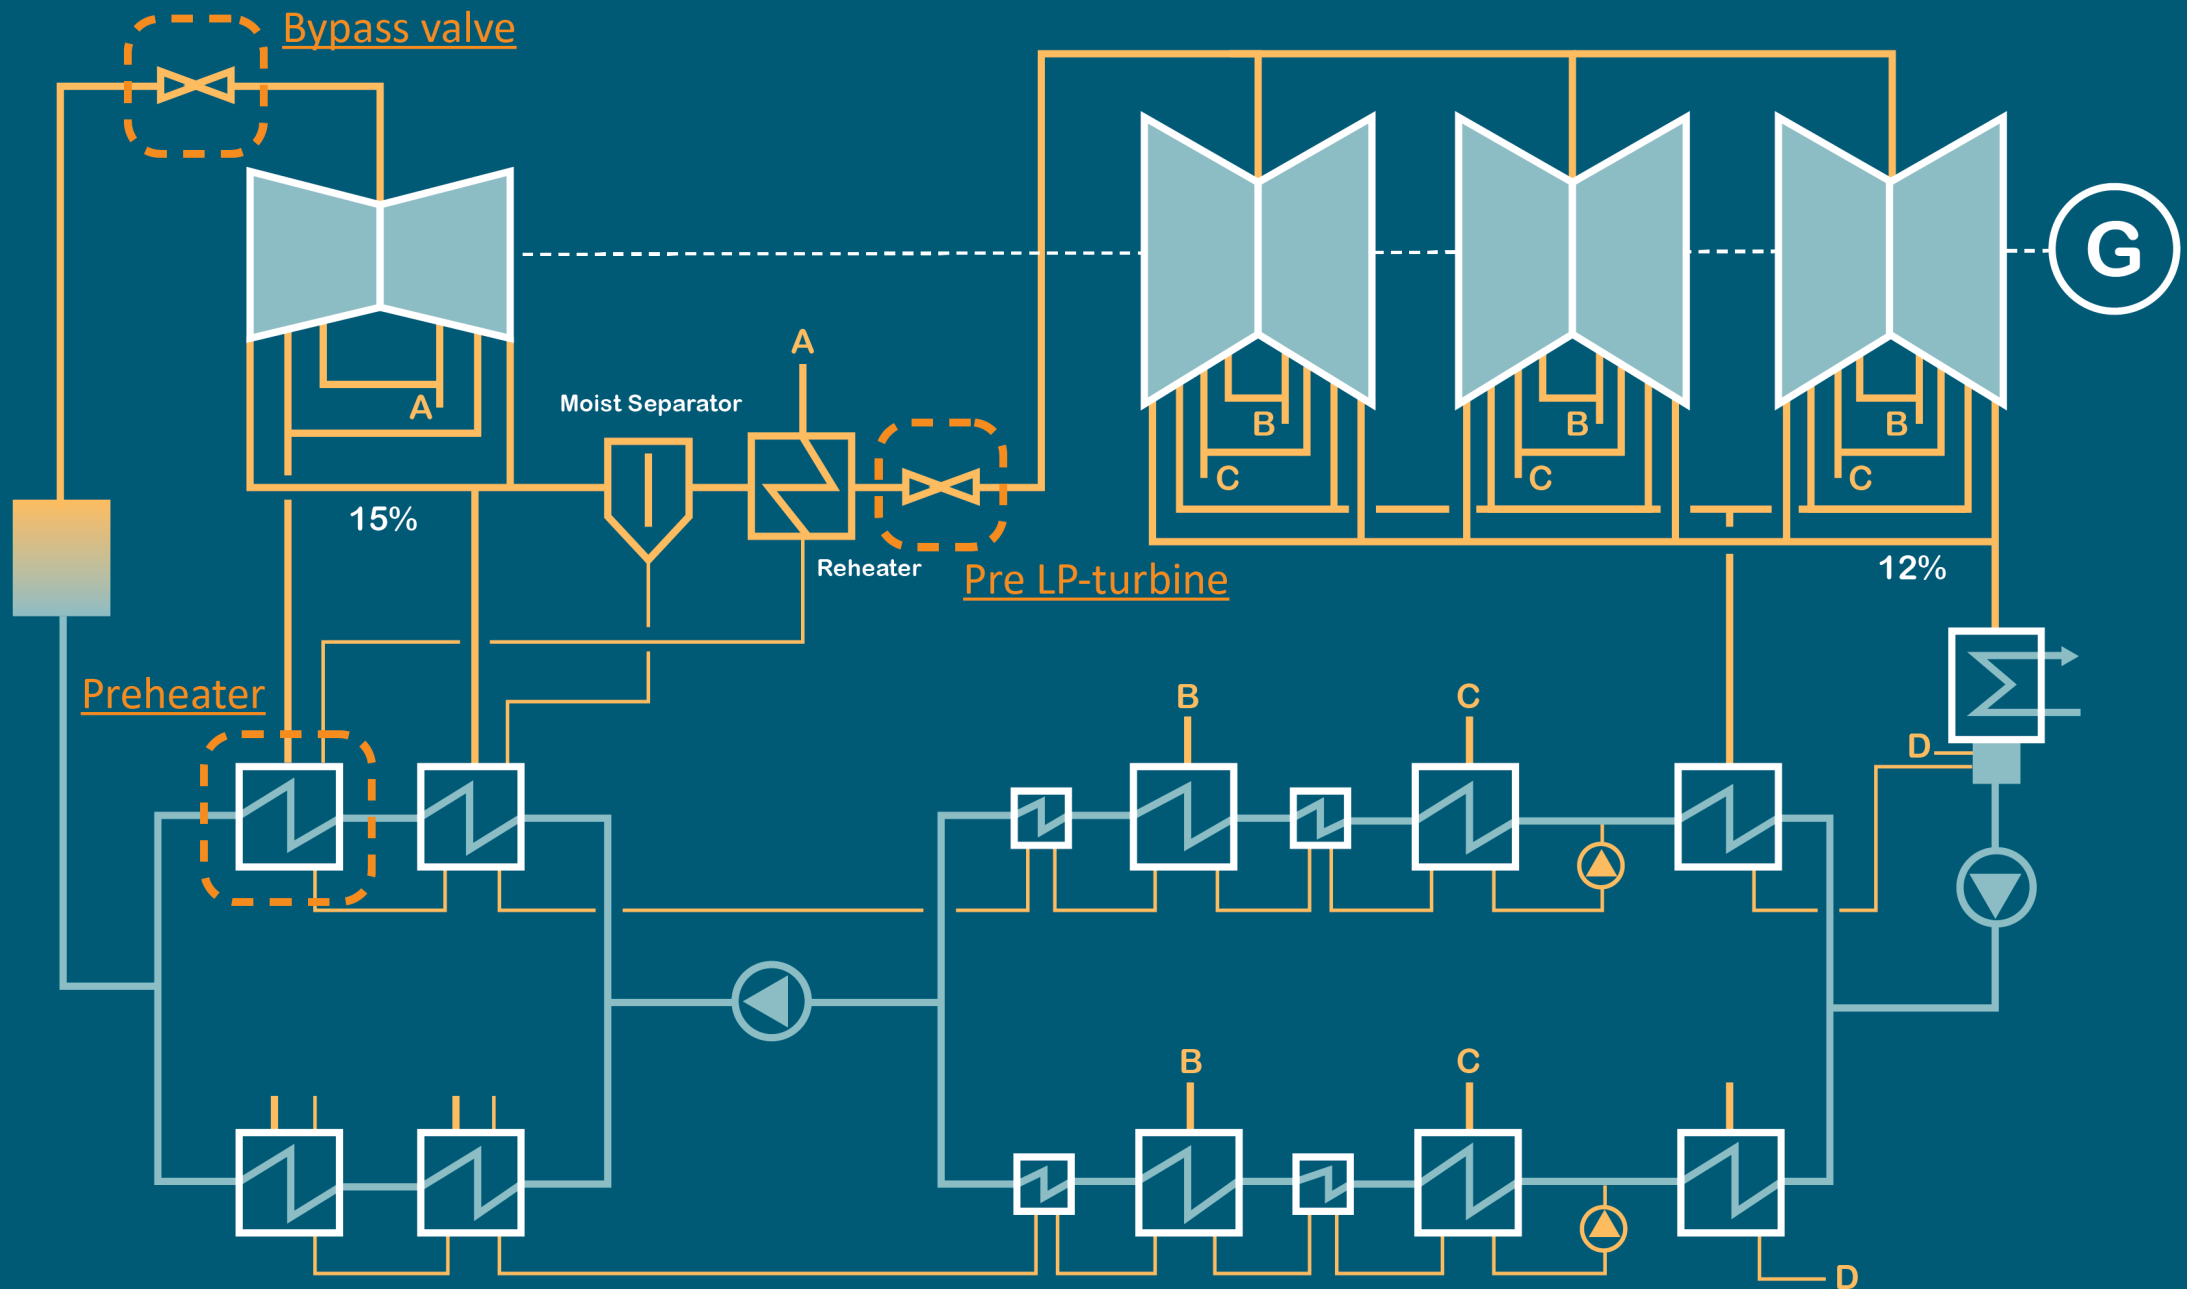 Bypass valve
G
A
A
Moist Separator
B
B
B
C
C
C
15%
Reheater
Pre LP-turbine
12%
Preheater
B
C
D
B
C
D